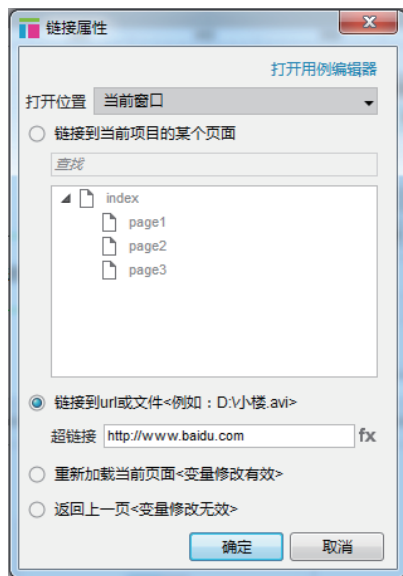 链接属性
打开用例编辑器
打开位置 当前窗口
链接到当前项目的某个页面
查找
index
page1
page2
page3
链接到url或文件<例如：D:\小楼.avi>
超链接 http://www.baidu.com fx
重新加载当前页面<变量修改有效>
返回上一页<变量修改无效>
确定 取消